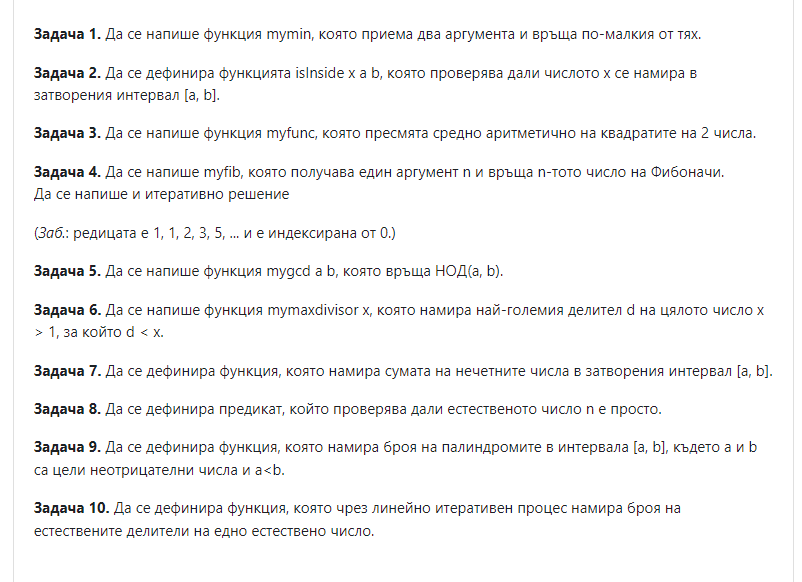 Задача 1. Да се напише функция mymin, която приема два аргумента и връща по-малкия от тях.
Задача 2. Да се дефинира функцията isInside x a b, която проверява дали числото x се намира в
затворения интервал [a, b].
Задача 3. Да се напише функция myfunc, която пресмята средно аритметично на квадратите на 2 числа.
Задача 4. Да се напише myfib, която получава един аргумент n и връща n-тото число на Фибоначи.
Да се напише и итеративно решение
(Заб.: редицата е 1, 1, 2, 3, 5, ... и е индексирана от 0.)
Задача 5. Да се напише функция mygcd a b, която връща НОД(a, b).
Задача 6. Да се напише функция mymaxdivisor x, която намира най-големия делител d на цялото число x
> 1, за който d < x.
Задача 7. Да се дефинира функция, която намира сумата на нечетните числа в затворения интервал [a, b].
Задача 8. Да се дефинира предикат, който проверява дали естественото число n е просто.
Задача 9. Да се дефинира функция, която намира броя на палиндромите в интервала [a, b], където a и b
са цели неотрицателни числа и a<b.
Задача 10. Да се дефинира функция, която чрез линейно итеративен процес намира броя на
естествените делители на едно естествено число.